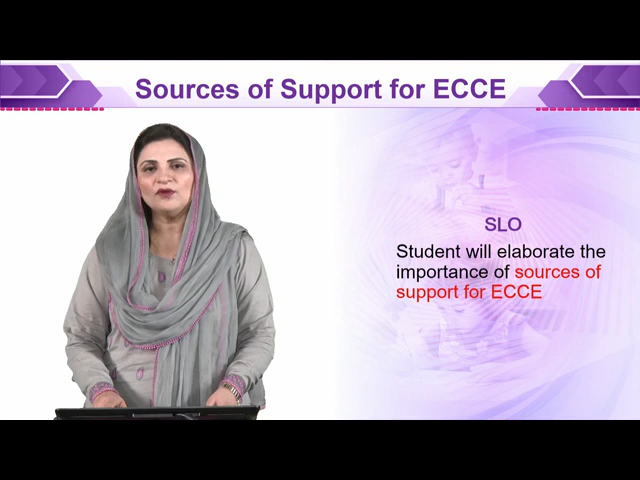 Sources of Support for ECCE
SLO
Student will elaborate the
importance of sources of
support for ECCE